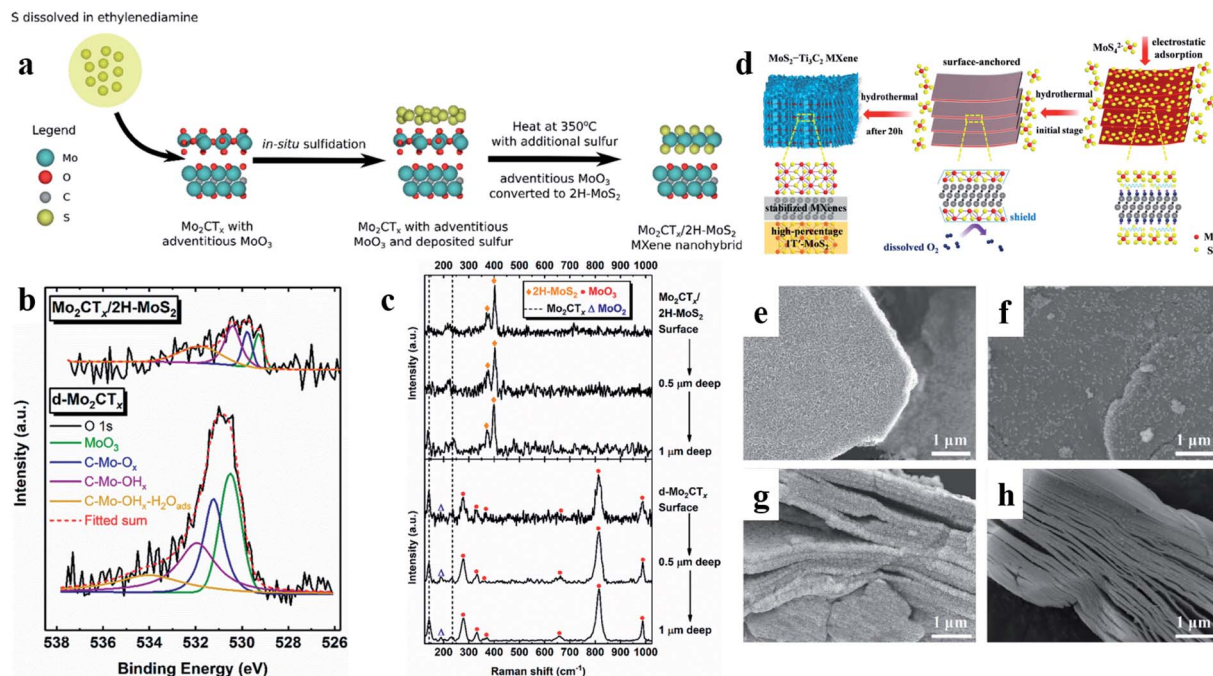 S dissolved in ethylenediamine
a
Legend
Mo
O
C
S
in-situ sulfidation
Heat at 350°C
with additional sulfur
adventitious MoO₃
converted to 2H-MoS₂
Mo₂CTₓ with
adventitious MoO₃
Mo₂CTₓ with adventitious
MoO₃ and deposited sulfur
Mo₂CTₓ/2H-MoS₂
MXene nanohybrid
d
MoS₂−Ti₃C₂ MXene
surface-anchored
MoS₄²⁻
electrostatic
adsorption
hydrothermal
after 20h
hydrothermal
initial stage
stabilized MXenes
high-percentage
1T′-MoS₂
shield
dissolved O₂
M
S
b
Mo₂CTₓ/2H-MoS₂
d-Mo₂CTₓ
O 1s
MoO₃
C-Mo-Oₓ
C-Mo-OHₓ
C-Mo-OHₓ-H₂O_ads
Fitted sum
Intensity (a.u.)
538 536 534 532 530 528 526
Binding Energy (eV)
c
200 300 400 500 600 700 800 900 1000
2H-MoS₂ MoO₃
Mo₂CTₓ Δ MoO₂
Mo₂CTₓ/
2H-MoS₂
Surface
0.5 μm deep
1 μm deep
Intensity (a.u.)
d-Mo₂CTₓ
Surface
0.5 μm deep
1 μm deep
Intensity (a.u.)
200 300 400 500 600 700 800 900 1000
Raman shift (cm⁻¹)
e
1 μm
f
1 μm
g
1 μm
h
1 μm